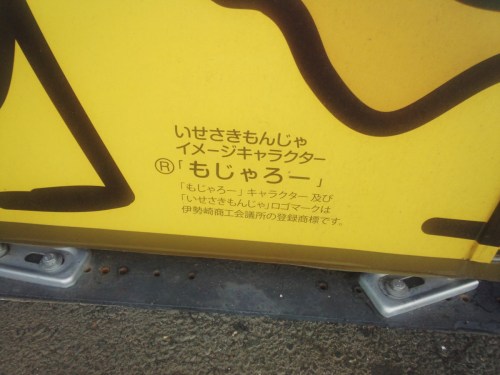 いせさきもんじゃ
イメージキャラクター
®「もじゃろー」
「もじゃろー」キャラクター及び
「いせさきもんじゃ」ロゴマークは
伊勢崎商工会議所の登録商標です。